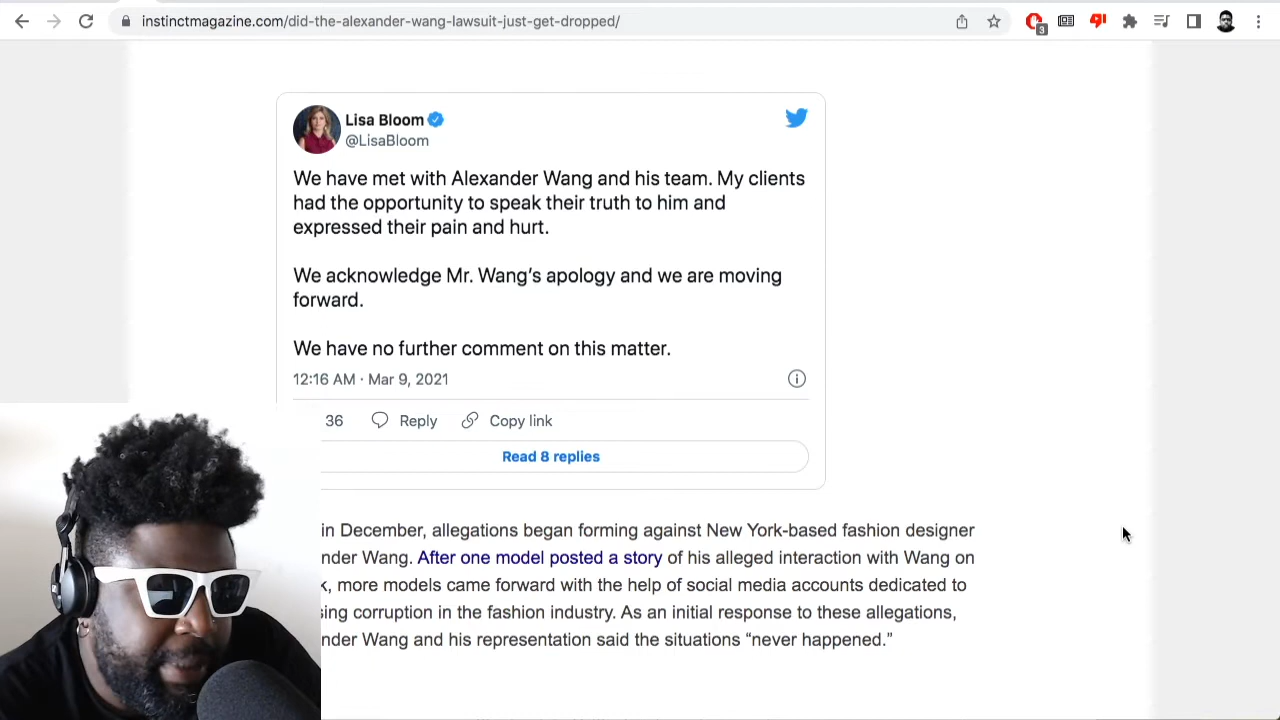 instinctmagazine.com/did-the-alexander-wang-lawsuit-just-get-dropped/
9
Lisa Bloom
@LisaBloom
We have met with Alexander Wang and his team. My clients
had the opportunity to speak their truth to him and
expressed their pain and hurt.
We acknowledge Mr. Wang's apology and we are moving
forward.
We have no further comment on this matter.
12:16 AM · Mar 9, 2021
36 Reply Copy link
Read 8 replies
in December, allegations began forming against New York-based fashion designer
nder Wang. After one model posted a story of his alleged interaction with Wang on
k, more models came forward with the help of social media accounts dedicated to
sing corruption in the fashion industry. As an initial response to these allegations,
nder Wang and his representation said the situations “never happened.”